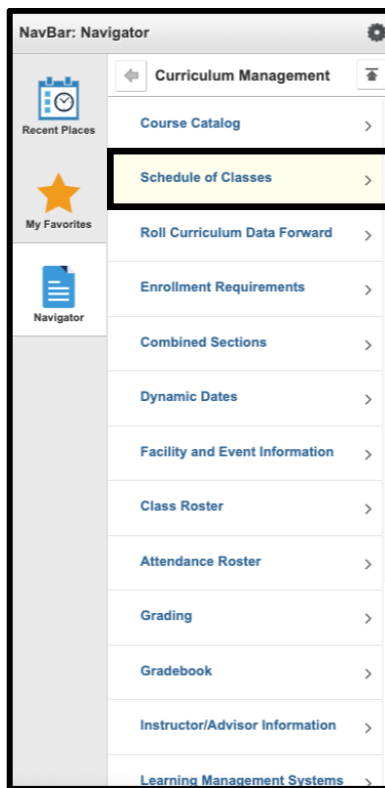 NavBar: Navigator
Recent Places
My Favorites
Navigator
Curriculum Management
Course Catalog
Schedule of Classes
Roll Curriculum Data Forward
Enrollment Requirements
Combined Sections
Dynamic Dates
Facility and Event Information
Class Roster
Attendance Roster
Grading
Gradebook
Instructor/Advisor Information
Learning Management Systems